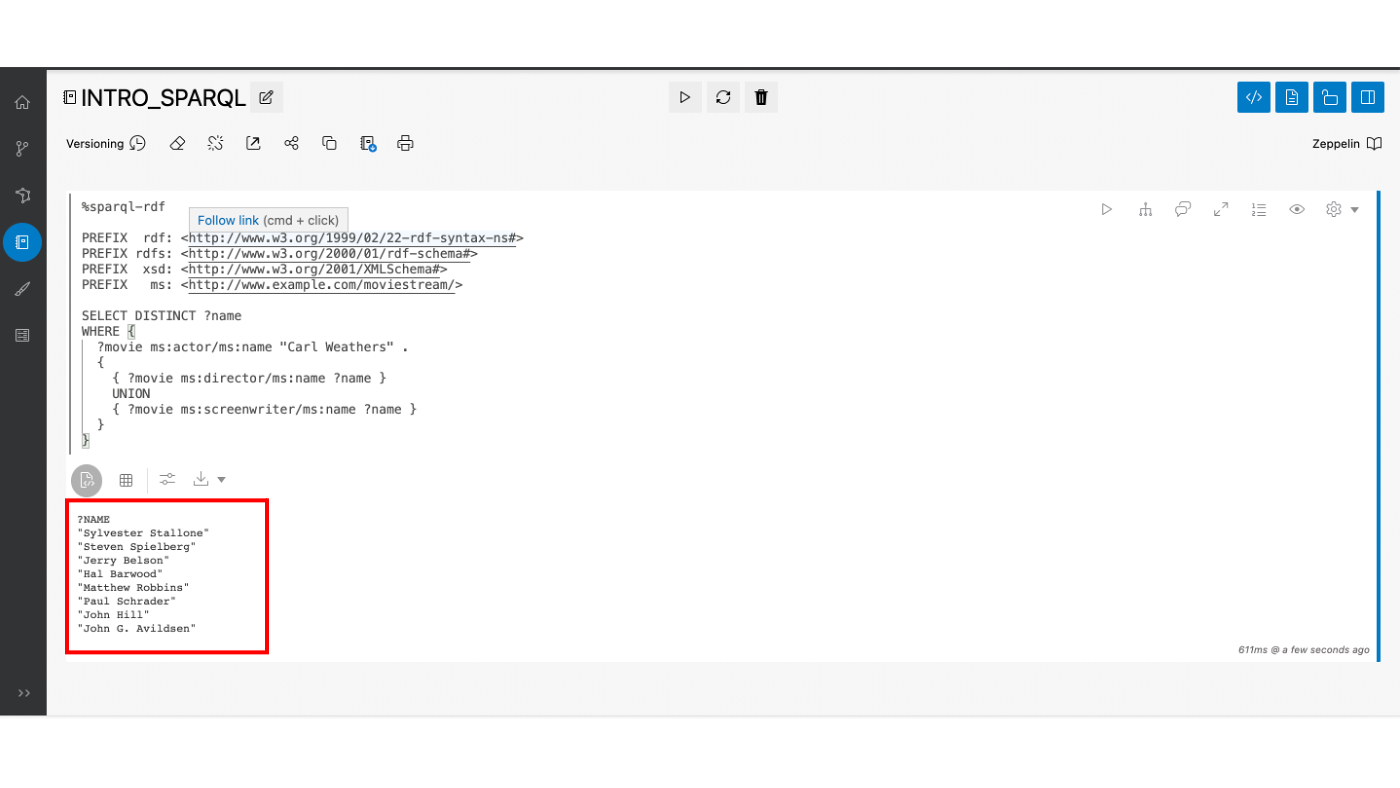 INTRO_SPARQL
Versioning
Zeppelin
%sparql-rdf
Follow link (cmd + click)
PREFIX  rdf: <http://www.w3.org/1999/02/22-rdf-syntax-ns#>
PREFIX rdfs: <http://www.w3.org/2000/01/rdf-schema#>
PREFIX  xsd: <http://www.w3.org/2001/XMLSchema#>
PREFIX   ms: <http://www.example.com/moviestream/>
SELECT DISTINCT ?name
WHERE {
?movie ms:actor/ms:name "Carl Weathers" .
{
{ ?movie ms:director/ms:name ?name }
UNION
{ ?movie ms:screenwriter/ms:name ?name }
}
}
?NAME
"Sylvester Stallone"
"Steven Spielberg"
"Jerry Belson"
"Hal Barwood"
"Matthew Robbins"
"Paul Schrader"
"John Hill"
"John G. Avildsen"
611ms @ a few seconds ago